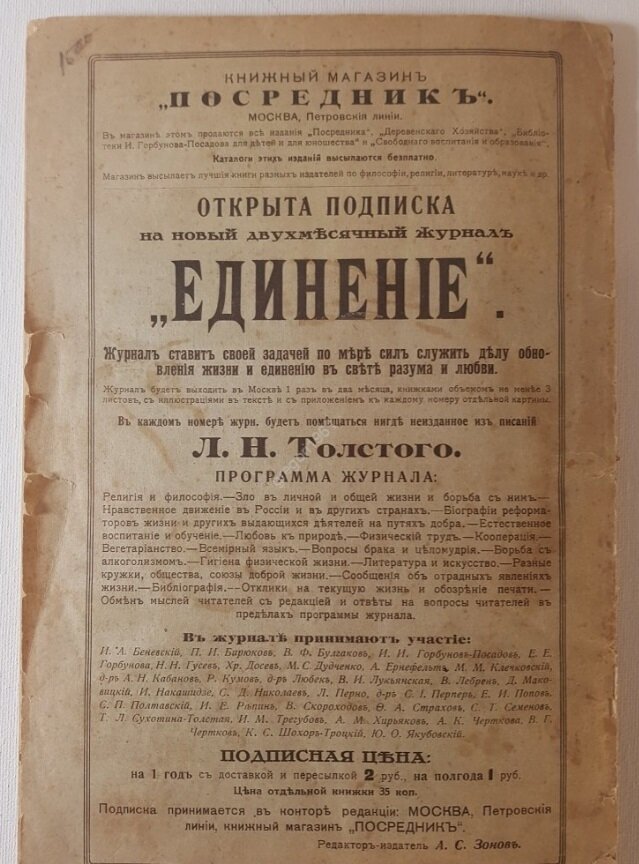 КНИЖНЫЙ МАГАЗИНЪ
„ПОСРЕДНИКЪ“.
МОСКВА, Петровскія линіи.
Въ магазинѣ этомъ продаются всѣ изданія „Посредника“, „Деревенскаго Хозяйства“, „Библіо-
теки И. Горбунова-Посадова для дѣтей и для юношества“ и „Свободнаго воспитанія и образованія“.
Каталоги этихъ изданій высылаются безплатно.
Магазинъ высылаетъ лучшія книги разныхъ издателей по философіи, религіи, литературѣ, наукѣ и др.
ОТКРЫТА ПОДПИСКА
на новый двухмѣсячный журналъ
„ЕДИНЕНІЕ“.
Журналъ ставитъ своей задачей по мѣрѣ силъ служить дѣлу обно-
вленія жизни и единенію въ свѣтѣ разума и любви.
Журналъ будетъ выходить въ Москвѣ 1 разъ въ два мѣсяца, книжками объемомъ не менѣе 3
листовъ, съ иллюстраціями въ текстѣ и съ приложеніемъ къ каждому номеру отдѣльной картины.
Въ каждомъ номерѣ журн. будетъ помѣщаться нигдѣ неизданное изъ писаній
Л. Н. Толстого.
ПРОГРАММА ЖУРНАЛА:
Религія и философія.—Зло въ личной и общей жизни и борьба съ нимъ.—
Нравственное движеніе въ Россіи и въ другихъ странахъ.—Біографіи реформа-
торовъ жизни и другихъ выдающихся дѣятелей на путяхъ добра.—Естественное
воспитаніе и обученіе.—Любовь къ природѣ.—Физическій трудъ.—Коопераціа.—
Вегетаріанство.—Всемірный языкъ.—Вопросы брака и цѣломудрія.—Борьба съ
алкоголизмомъ.—Гигіена физической жизни.—Литература и искусство.—Разные
кружки, общества, союзы доброй жизни.—Сообщенія объ отрадныхъ явленіяхъ
жизни.—Библіографія.—Отклики на текущую жизнь и обозрѣніе печати.—
Обмѣнъ мыслей читателей съ редакціей и отвѣты на вопросы читателей въ
предѣлахъ программы журнала.
Въ журналѣ принимаютъ участіе:
И. А. Беневскій, П. И. Бирюковъ, В. Ф. Булгаковъ, И. И. Горбуновъ-Посадовъ, Е. Е.
Горбунова, Н. Н. Гусевъ, Хр. Досевъ, М. С. Дудченко, А. Ернефельтъ, М. М. Клечковскій,
д-ръ А. Н. Кабановъ, Р. Кумовъ, д-ръ Любекъ, В. И. Лукьянская, В. Лебренъ, Д. Мако-
вицкій, И. Накашидзе, С. Д. Николаевъ, Л. Перно, д-ръ С. І. Перперъ, Е. И. Поповъ,
С. П. Полтавскій, И. Е. Рѣпинъ, В. Скороходовъ, Ѳ. А. Страховъ, С. Т. Семеновъ,
Т. Л. Сухотина-Толстая, И. М. Трегубовъ, А. М. Хирьяковъ, А. К. Черткова, В. Г.
Чертковъ, К. С. Шохоръ-Троцкій, Ю. О. Якубовскій.
ПОДПИСНАЯ ЦѢНА:
на 1 годъ съ доставкой и пересылкой 2 руб., на полгода 1 руб.
Цѣна отдѣльной книжки 35 коп.
Подписка принимается въ конторѣ редакціи: МОСКВА, Петровскія
линіи, книжный магазинъ „ПОСРЕДНИКЪ“.
Редакторъ-издатель А. С. Зоновъ.